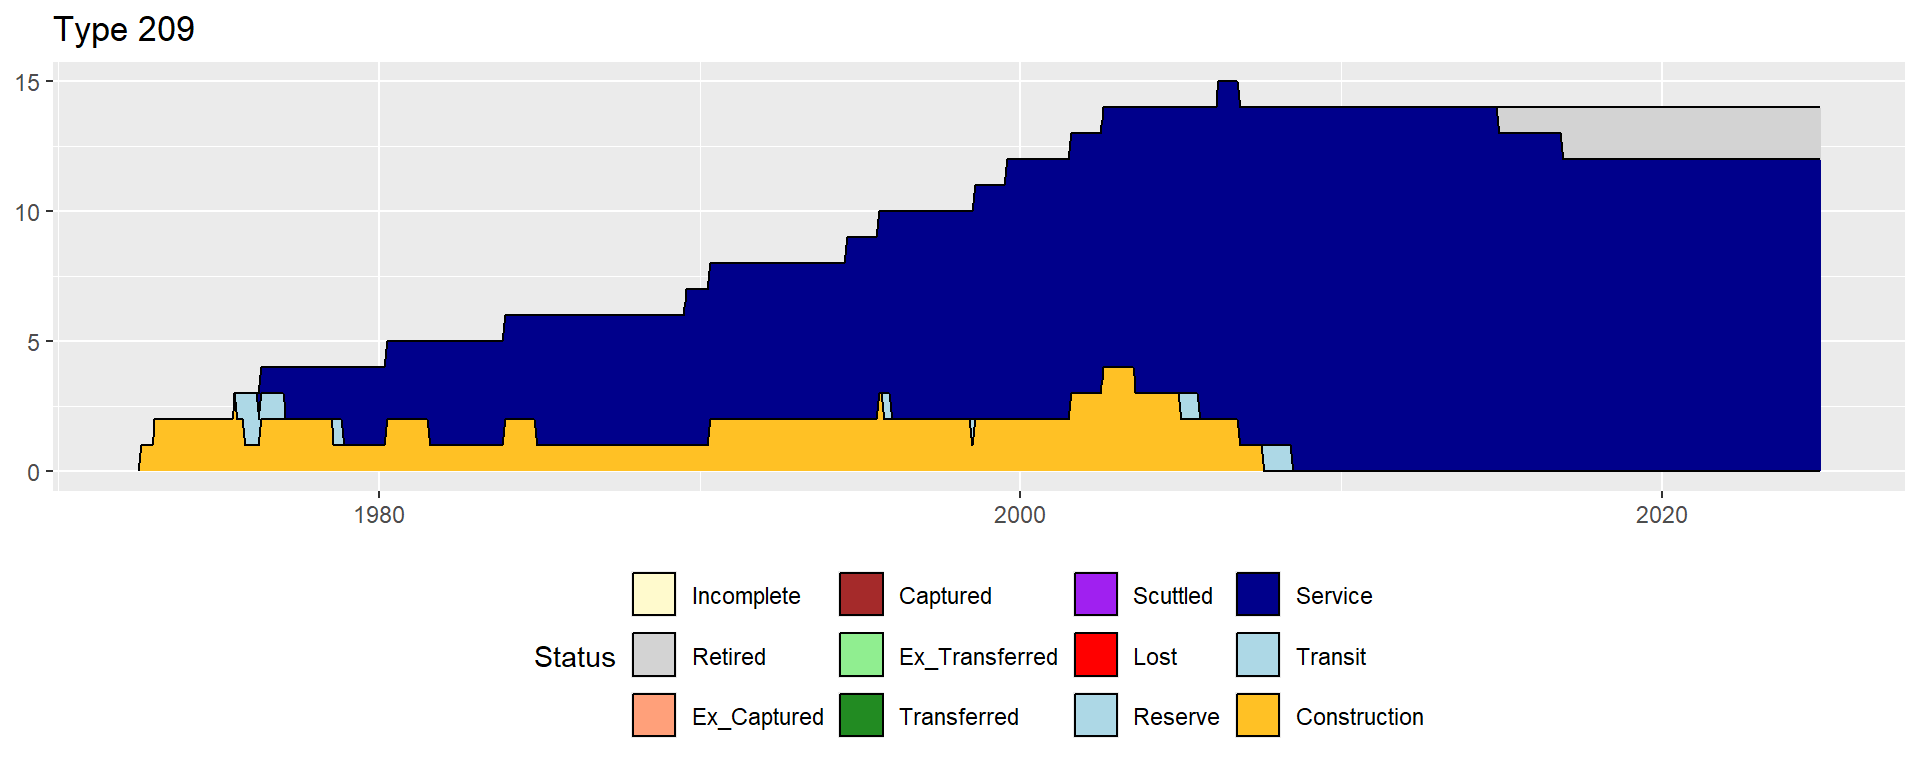 Type 209
15
10
5
0
1980 2000 2020
Incomplete Captured Scuttled Service
Status Retired Ex_Transferred Lost Transit
Ex_Captured Transferred Reserve Construction